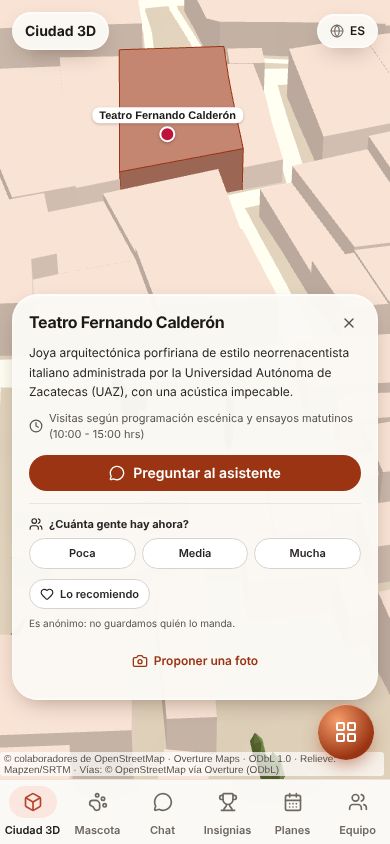 Ciudad 3D
ES
Teatro Fernando Calderón
Teatro Fernando Calderón
Joya arquitectónica porfiriana de estilo neorrenacentista
italiano administrada por la Universidad Autónoma de
Zacatecas (UAZ), con una acústica impecable.
Visitas según programación escénica y ensayos matutinos
(10:00 - 15:00 hrs)
Preguntar al asistente
¿Cuánta gente hay ahora?
Poca
Media
Mucha
Lo recomiendo
Es anónimo: no guardamos quién lo manda.
Proponer una foto
© colaboradores de OpenStreetMap · Overture Maps · ODbL 1.0 · Relieve:
Mapzen/SRTM · Vías: © OpenStreetMap vía Overture (ODbL)
Ciudad 3D
Mascota
Chat
Insignias
Planes
Equipo